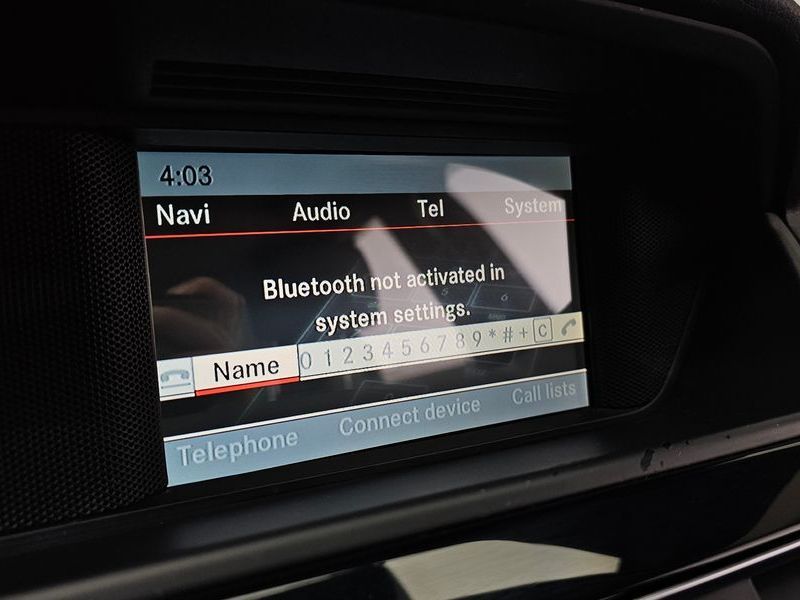 4:03
Navi Audio Tel System
Bluetooth not activated in
system settings.
Name 0 1 2 3 4 5 6 7 8 9 * # + C
Telephone Connect device Call lists